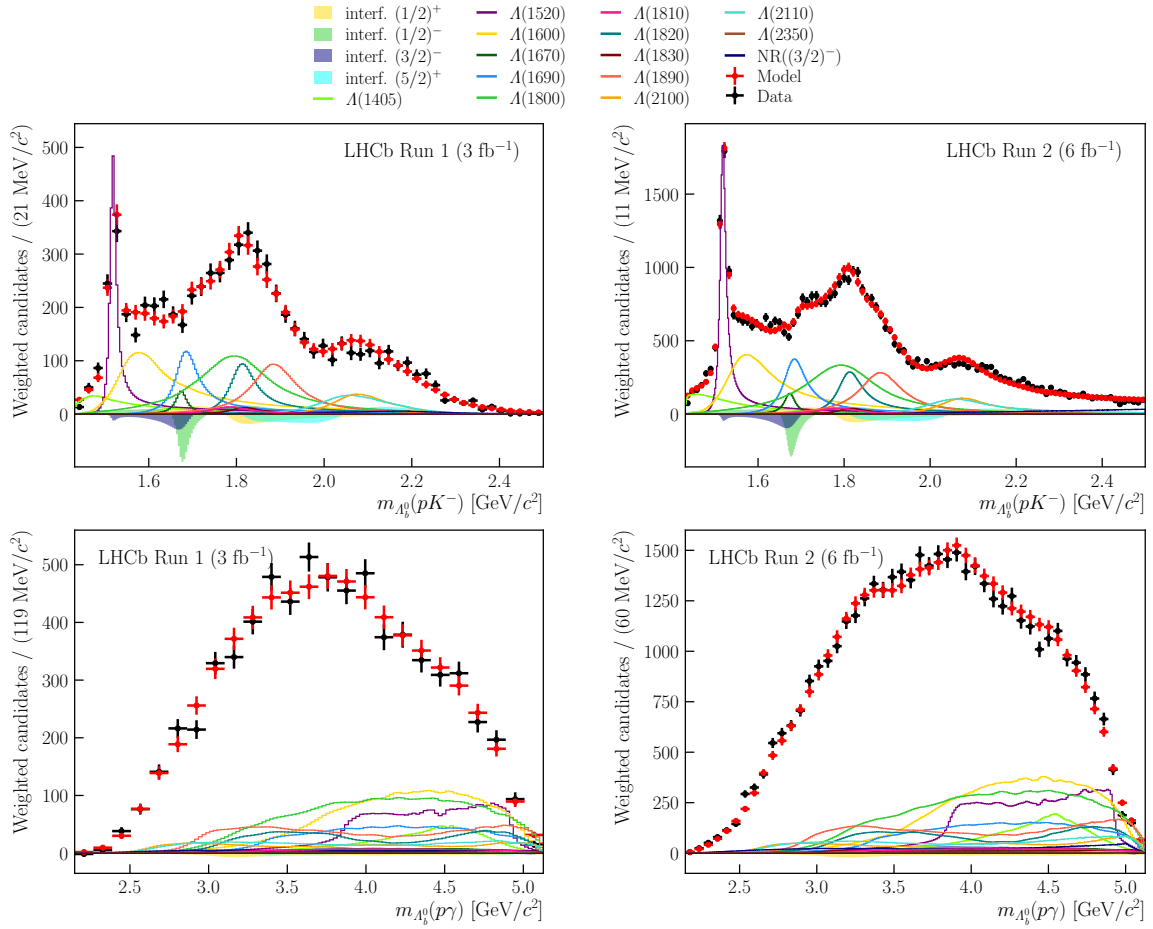 interf. (1/2)⁺ Λ(1520) Λ(1810) Λ(2110)
interf. (1/2)⁻ Λ(1600) Λ(1820) Λ(2350)
interf. (3/2)⁻ Λ(1670) Λ(1830) NR((3/2)⁻)
interf. (5/2)⁺ Λ(1690) Λ(1890) Model
Λ(1405) Λ(1800) Λ(2100) Data
Weighted candidates / (21 MeV/c²)
500
400
300
200
100
0
LHCb Run 1 (3 fb⁻¹)
1.6 1.8 2.0 2.2 2.4
m_Λ_b⁰(pK⁻) [GeV/c²]
Weighted candidates / (11 MeV/c²)
1500
1000
500
0
LHCb Run 2 (6 fb⁻¹)
1.6 1.8 2.0 2.2 2.4
m_Λ_b⁰(pK⁻) [GeV/c²]
Weighted candidates / (119 MeV/c²)
500
400
300
200
100
0
LHCb Run 1 (3 fb⁻¹)
2.5 3.0 3.5 4.0 4.5 5.0
m_Λ_b⁰(pγ) [GeV/c²]
Weighted candidates / (60 MeV/c²)
1500
1250
1000
750
500
250
0
LHCb Run 2 (6 fb⁻¹)
2.5 3.0 3.5 4.0 4.5 5.0
m_Λ_b⁰(pγ) [GeV/c²]